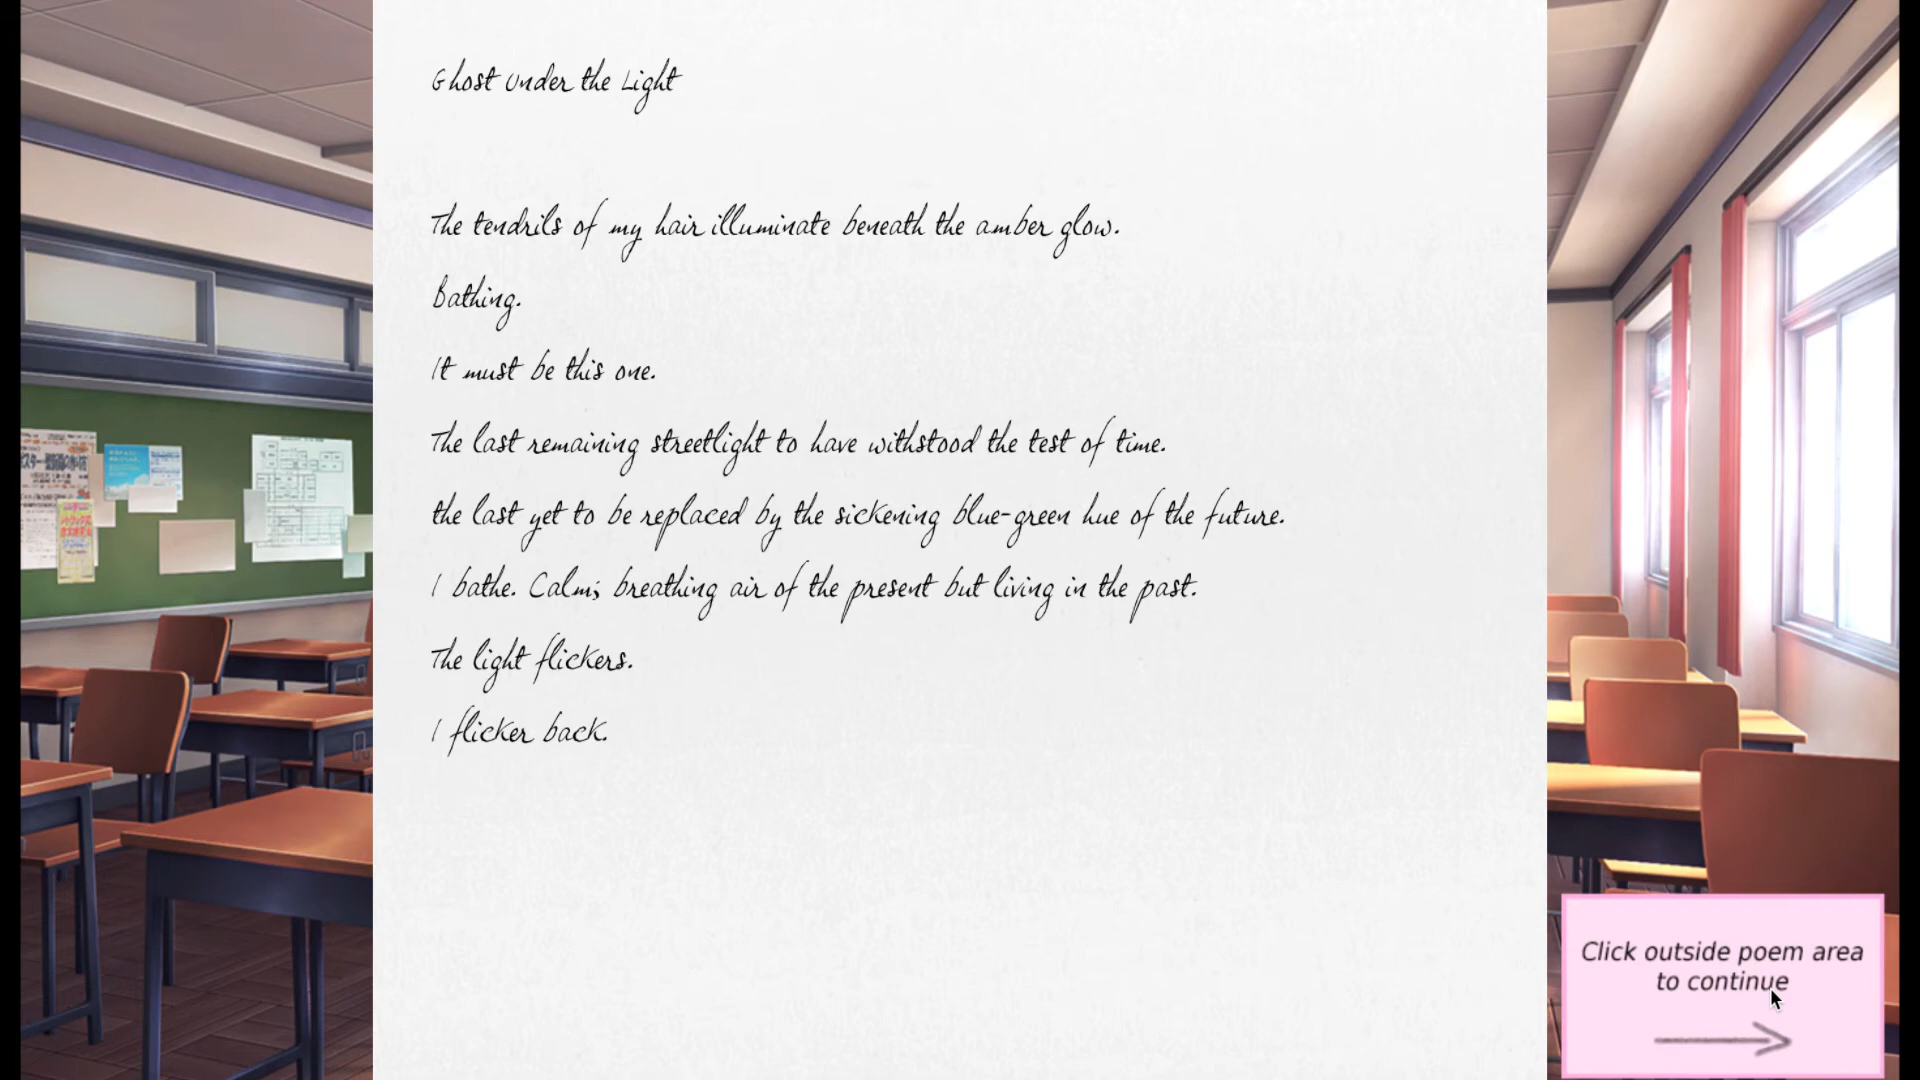 Ghost Under the Light
The tendrils of my hair illuminate beneath the amber glow.
Bathing.
It must be this one.
The last remaining streetlight to have withstood the test of time.
the last yet to be replaced by the sickening blue-green hue of the future.
I bathe. Calm; breathing air of the present but living in the past.
The light flickers.
I flicker back.
Click outside poem area
to continue